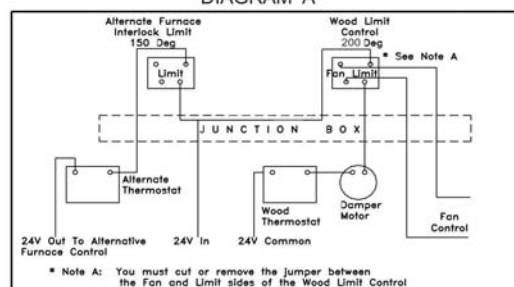 DIAGRAM A
Alternate Furnace
Interlock Limit
150 Deg
Wood Limit
Control
200 Deg
* See Note A
Limit
Fan Limit
JUNCTION BOX
Alternate
Thermostat
Wood
Thermostat
Damper
Motor
Fan
Control
24V Out To Alternative
Furnace Control
24V In
24V Common
* Note A: You must cut or remove the jumper between
the Fan and Limit sides of the Wood Limit Control